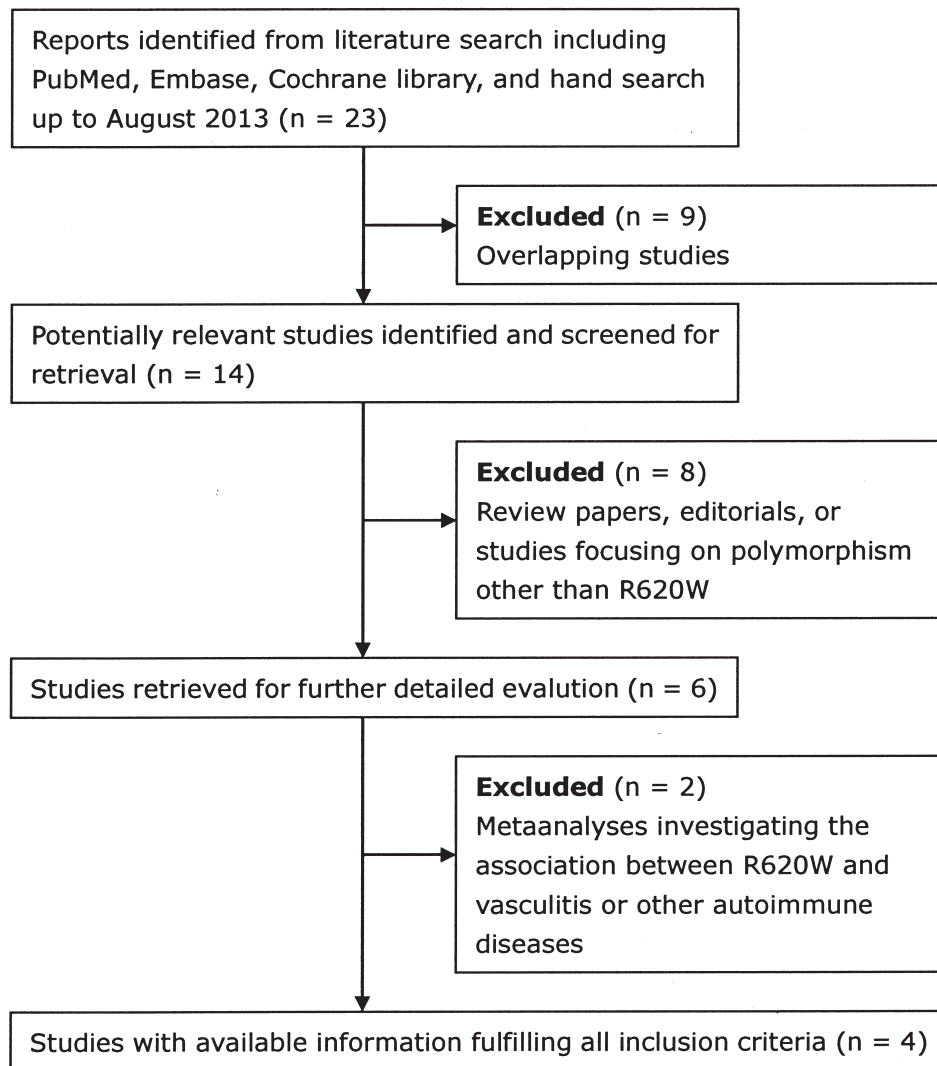 Reports identified from literature search including
PubMed, Embase, Cochrane library, and hand search
up to August 2013 (n = 23)
Excluded (n = 9)
Overlapping studies
Potentially relevant studies identified and screened for
retrieval (n = 14)
Excluded (n = 8)
Review papers, editorials, or
studies focusing on polymorphism
other than R620W
Studies retrieved for further detailed evalution (n = 6)
Excluded (n = 2)
Metaanalyses investigating the
association between R620W and
vasculitis or other autoimmune
diseases
Studies with available information fulfilling all inclusion criteria (n = 4)